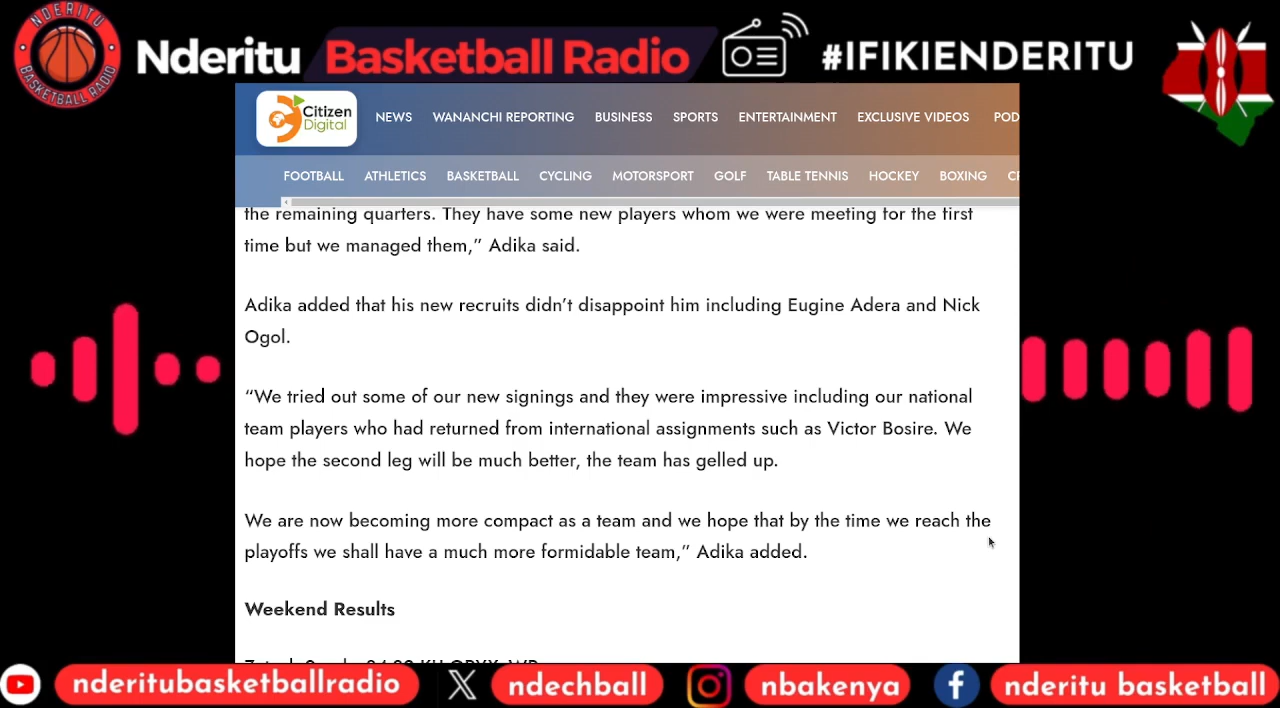 NDERITU
BASKETBALL RADIO
Nderitu Basketball Radio
#IFIKIENDERITU
Citizen
Digital
NEWS WANANCHI REPORTING BUSINESS SPORTS ENTERTAINMENT EXCLUSIVE VIDEOS POD
FOOTBALL ATHLETICS BASKETBALL CYCLING MOTORSPORT GOLF TABLE TENNIS HOCKEY BOXING
the remaining quarters. They have some new players whom we were meeting for the first
time but we managed them,” Adika said.
Adika added that his new recruits didn’t disappoint him including Eugine Adera and Nick
Ogol.
“We tried out some of our new signings and they were impressive including our national
team players who had returned from international assignments such as Victor Bosire. We
hope the second leg will be much better, the team has gelled up.
We are now becoming more compact as a team and we hope that by the time we reach the
playoffs we shall have a much more formidable team,” Adika added.
Weekend Results
nderitubasketballradio ndechball nbakenya nderitu basketball